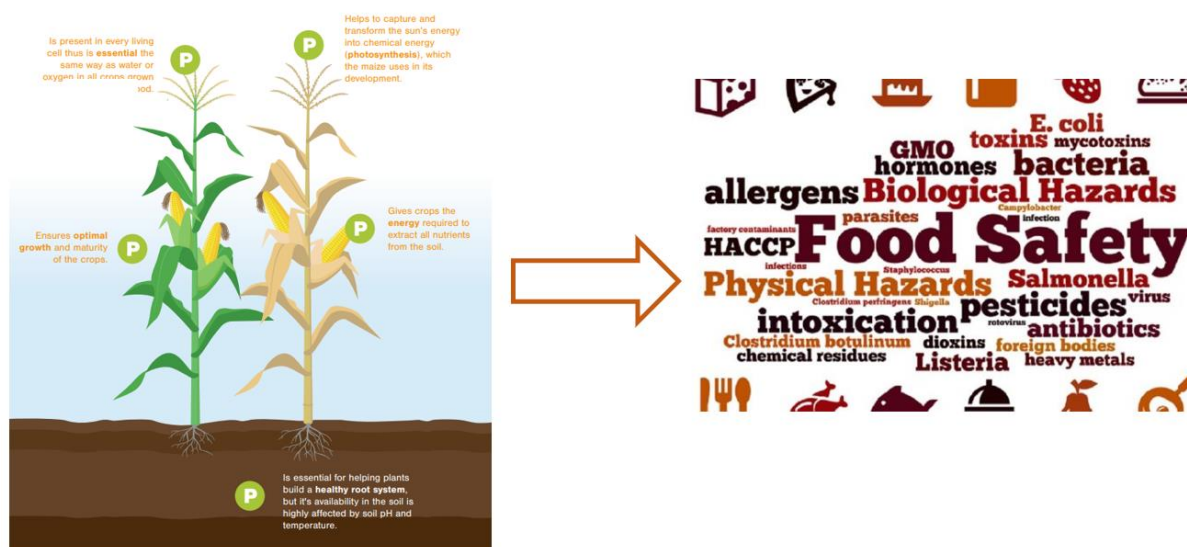 P
Is present in every living
cell thus is essential the
same way as water or
oxygen in all crops grown
P
Helps to capture and
transform the sun's energy
into chemical energy
(photosynthesis), which
the maize uses in its
development.
Ensures optimal
growth and maturity
of the crops.
P
P
Gives crops the
energy required to
extract all nutrients
from the soil.
P
Is essential for helping plants
build a healthy root system,
but it's availability in the soil is
highly affected by soil pH and
temperature.
E. coli
toxins mycotoxins
GMO
hormones bacteria
allergens Biological Hazards
Campylobacter
parasites infection
factory contaminants
HACCP Food Safety
infections Staphylococcus
Physical Hazards Salmonella
Clostridium perfringens Shigella
pesticides virus
intoxication rotovirus antibiotics
Clostridium botulinum dioxins foreign bodies
chemical residues Listeria heavy metals